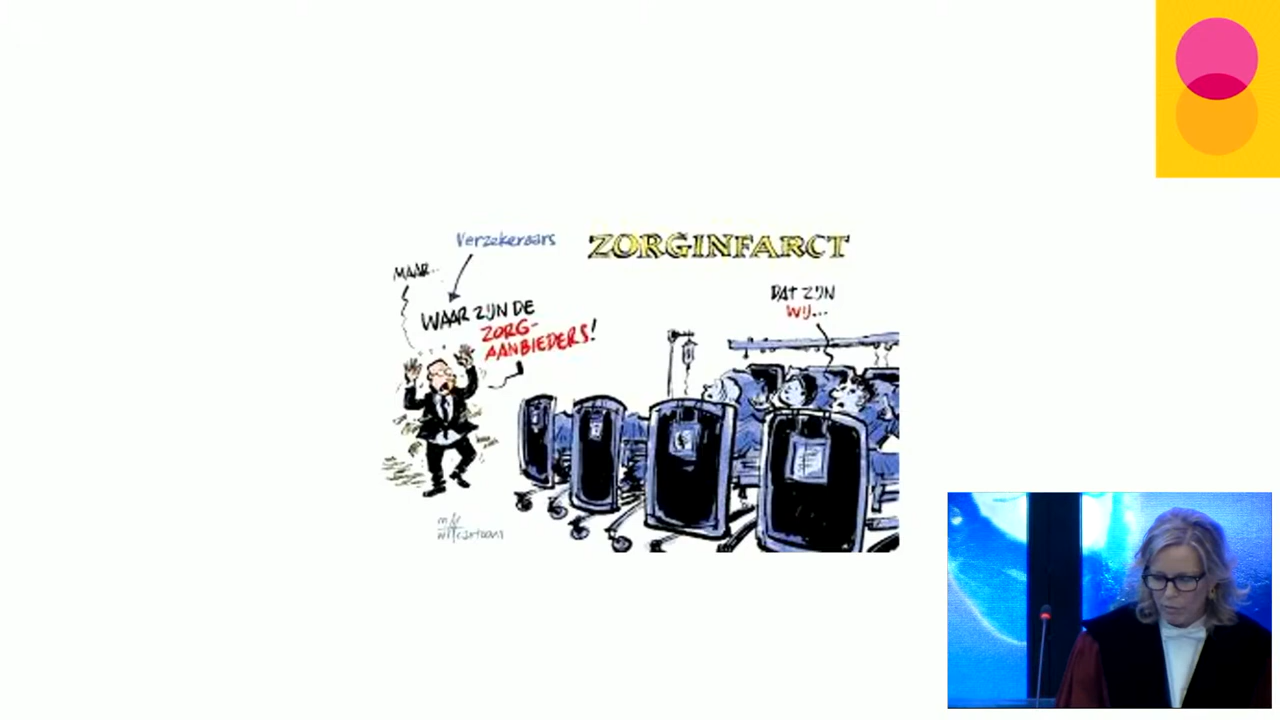 Verzekeraars
ZORGINFARCT
MAAR..
WAAR ZIJN DE
ZORG-
AANBIEDERS!
DAT ZIJN
WIJ...